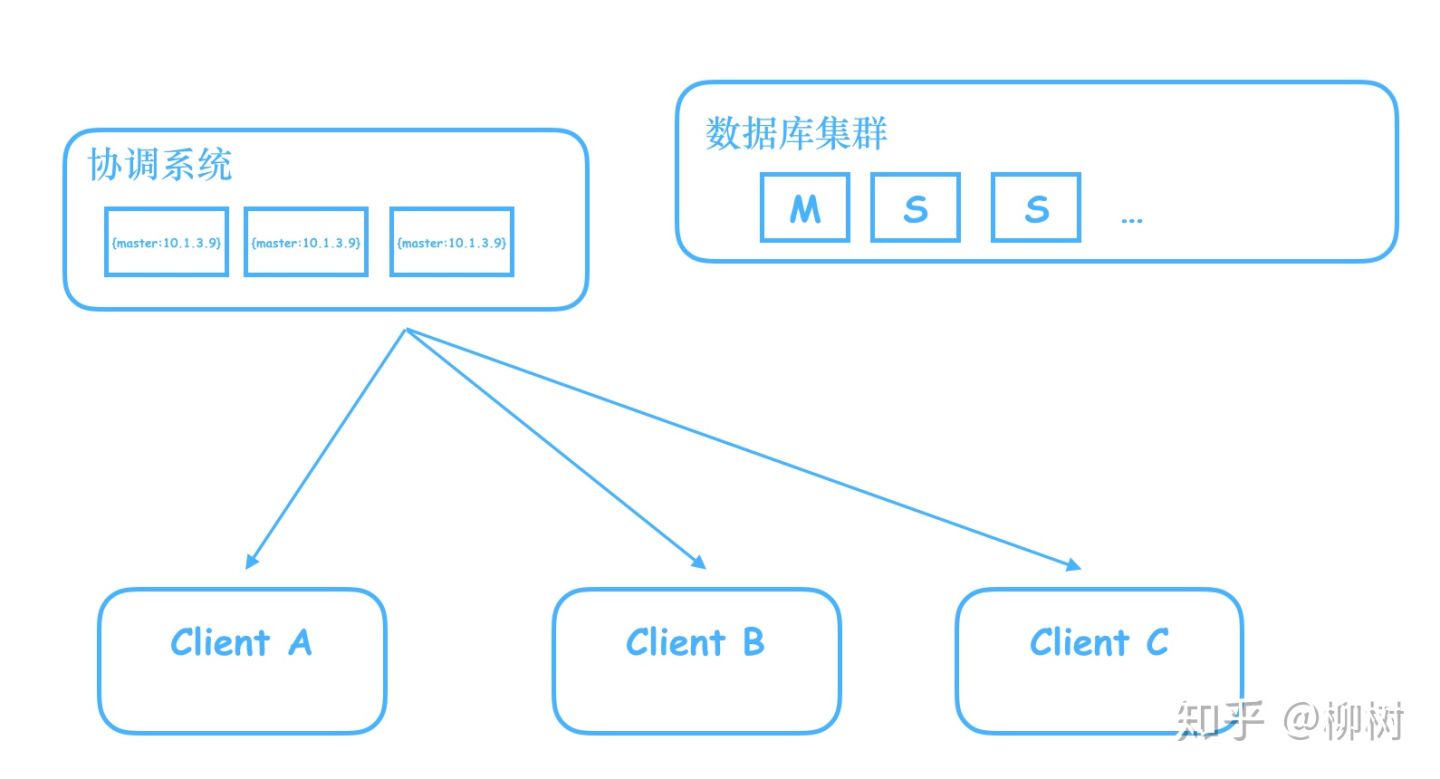 协调系统
{master:10.1.3.9} {master:10.1.3.9} {master:10.1.3.9}
数据库集群
M S S ...
Client A Client B Client C
知乎 @柳树